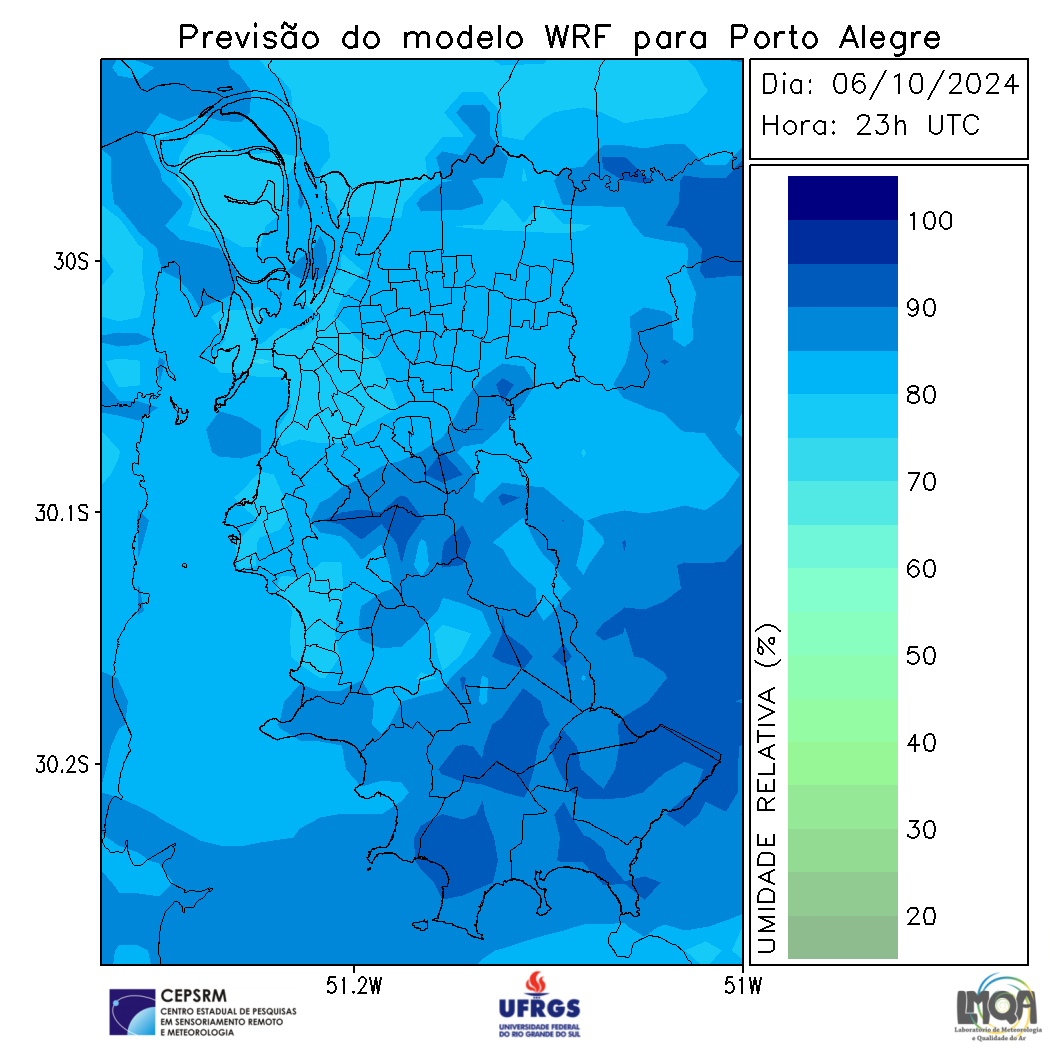 Previsão do modelo WRF para Porto Alegre
Dia: 06/10/2024
Hora: 23h UTC
100
90
80
70
60
50
40
30
20
UMIDADE RELATIVA (%)
30S
30.1S
30.2S
51.2W
51W
CEPSRM
CENTRO ESTADUAL DE PESQUISAS
EM SENSORIAMENTO REMOTO
E METEOROLOGIA
UFRGS
UNIVERSIDADE FEDERAL
DO RIO GRANDE DO SUL
LMQA
Laboratório de Meteorologia
e Qualidade do Ar